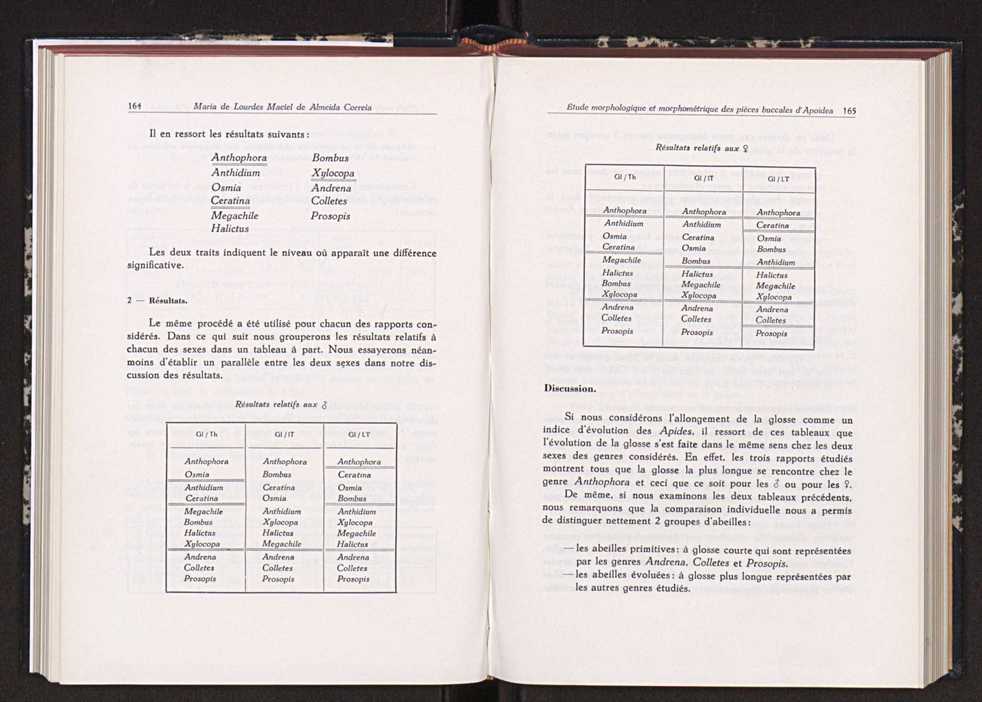 164 Maria de Lourdes Maciel de Almeida Correia
Il en ressort les résultats suivants :
Anthophora Bombus
Anthidium Xylocopa
Osmia Andrena
Ceratina Colletes
Megachile Prosopis
Halictus
Les deux traits indiquent le niveau où apparaît une différence
significative.
2 — Résultats.
Le même procédé a été utilisé pour chacun des rapports con-
sidérés. Dans ce qui suit nous grouperons les résultats relatifs à
chacun des sexes dans un tableau à part. Nous essayerons néan-
moins d'établir un parallèle entre les deux sexes dans notre dis-
cussion des résultats.
Résultats relatifs aux ♂
Gl / Th Gl / IT Gl / LT
Anthophora Anthophora Anthophora
Osmia Bombus Ceratina
Anthidium Ceratina Osmia
Ceratina Osmia Bombus
Megachile Anthidium Anthidium
Bombus Xylocopa Xylocopa
Halictus Halictus Megachile
Xylocopa Megachile Halictus
Andrena Andrena Andrena
Colletes Colletes Colletes
Prosopis Prosopis Prosopis
Etude morphologique et morphométrique des pièces buccales d'Apoidea 165
Résultats relatifs aux ♀
Gl / Th Gl / IT Gl / LT
Anthophora Anthophora Anthophora
Anthidium Anthidium Ceratina
Osmia Ceratina Osmia
Ceratina Osmia Bombus
Megachile Bombus Anthidium
Halictus Halictus Halictus
Bombus Megachile Megachile
Xylocopa Xylocopa Xylocopa
Andrena Andrena Andrena
Colletes Colletes Colletes
Prosopis Prosopis Prosopis
Discussion.
Si nous considérons l'allongement de la glosse comme un
indice d'évolution des Apides, il ressort de ces tableaux que
l'évolution de la glosse s'est faite dans le même sens chez les deux
sexes des genres considérés. En effet, les trois rapports étudiés
montrent tous que la glosse la plus longue se rencontre chez le
genre Anthophora et ceci que ce soit pour les ♂ ou pour les ♀.
De même, si nous examinons les deux tableaux précédents,
nous remarquons que la comparaison individuelle nous a permis
de distinguer nettement 2 groupes d'abeilles :
— les abeilles primitives : à glosse courte qui sont représentées
par les genres Andrena, Colletes et Prosopis.
— les abeilles évoluées : à glosse plus longue représentées par
les autres genres étudiés.